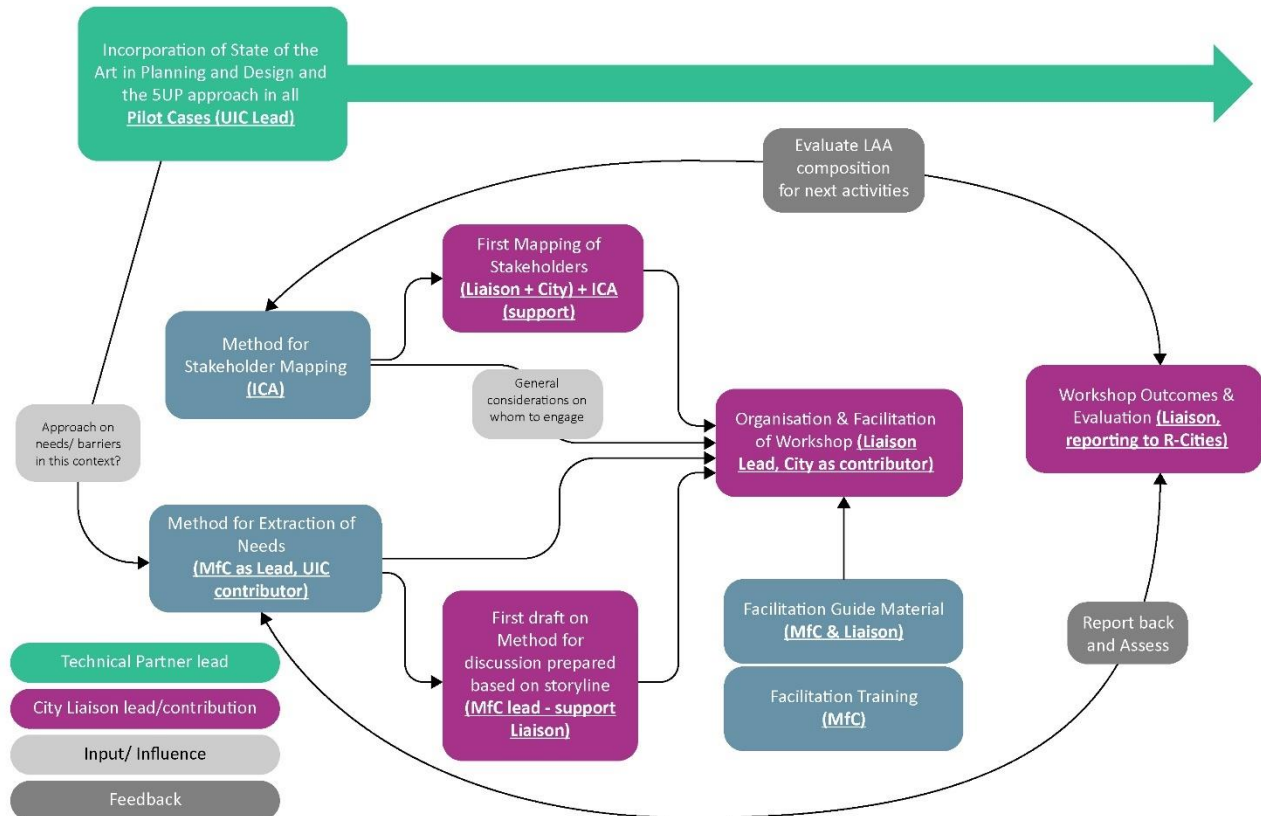 Incorporation of State of the
Art in Planning and Design and
the 5UP approach in all
Pilot Cases (UIC Lead)
Evaluate LAA
composition
for next activities
First Mapping of
Stakeholders
(Liaison + City) + ICA
(support)
Method for
Stakeholder Mapping
(ICA)
General
considerations on
whom to engage
Approach on
needs/ barriers
in this context?
Organisation & Facilitation
of Workshop (Liaison
Lead, City as contributor)
Workshop Outcomes &
Evaluation (Liaison,
reporting to R-Cities)
Method for Extraction of
Needs
(MfC as Lead, UIC
contributor)
First draft on
Method for
discussion prepared
based on storyline
(MfC lead - support
Liaison)
Facilitation Guide Material
(MfC & Liaison)
Facilitation Training
(MfC)
Report back
and Assess
Technical Partner lead
City Liaison lead/contribution
Input/ Influence
Feedback